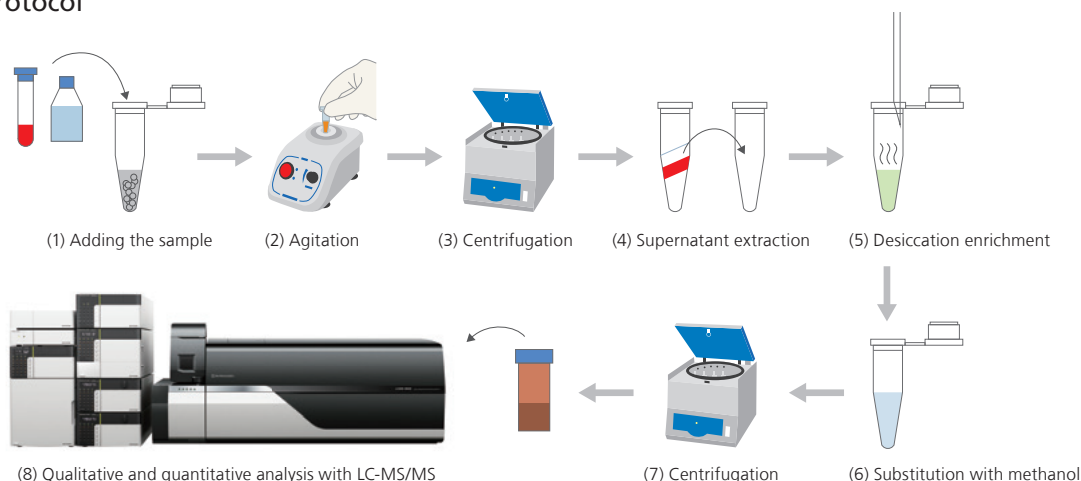 rotocol
(1) Adding the sample
(2) Agitation
(3) Centrifugation
(4) Supernatant extraction
(5) Desiccation enrichment
(6) Substitution with methanol
(7) Centrifugation
(8) Qualitative and quantitative analysis with LC-MS/MS